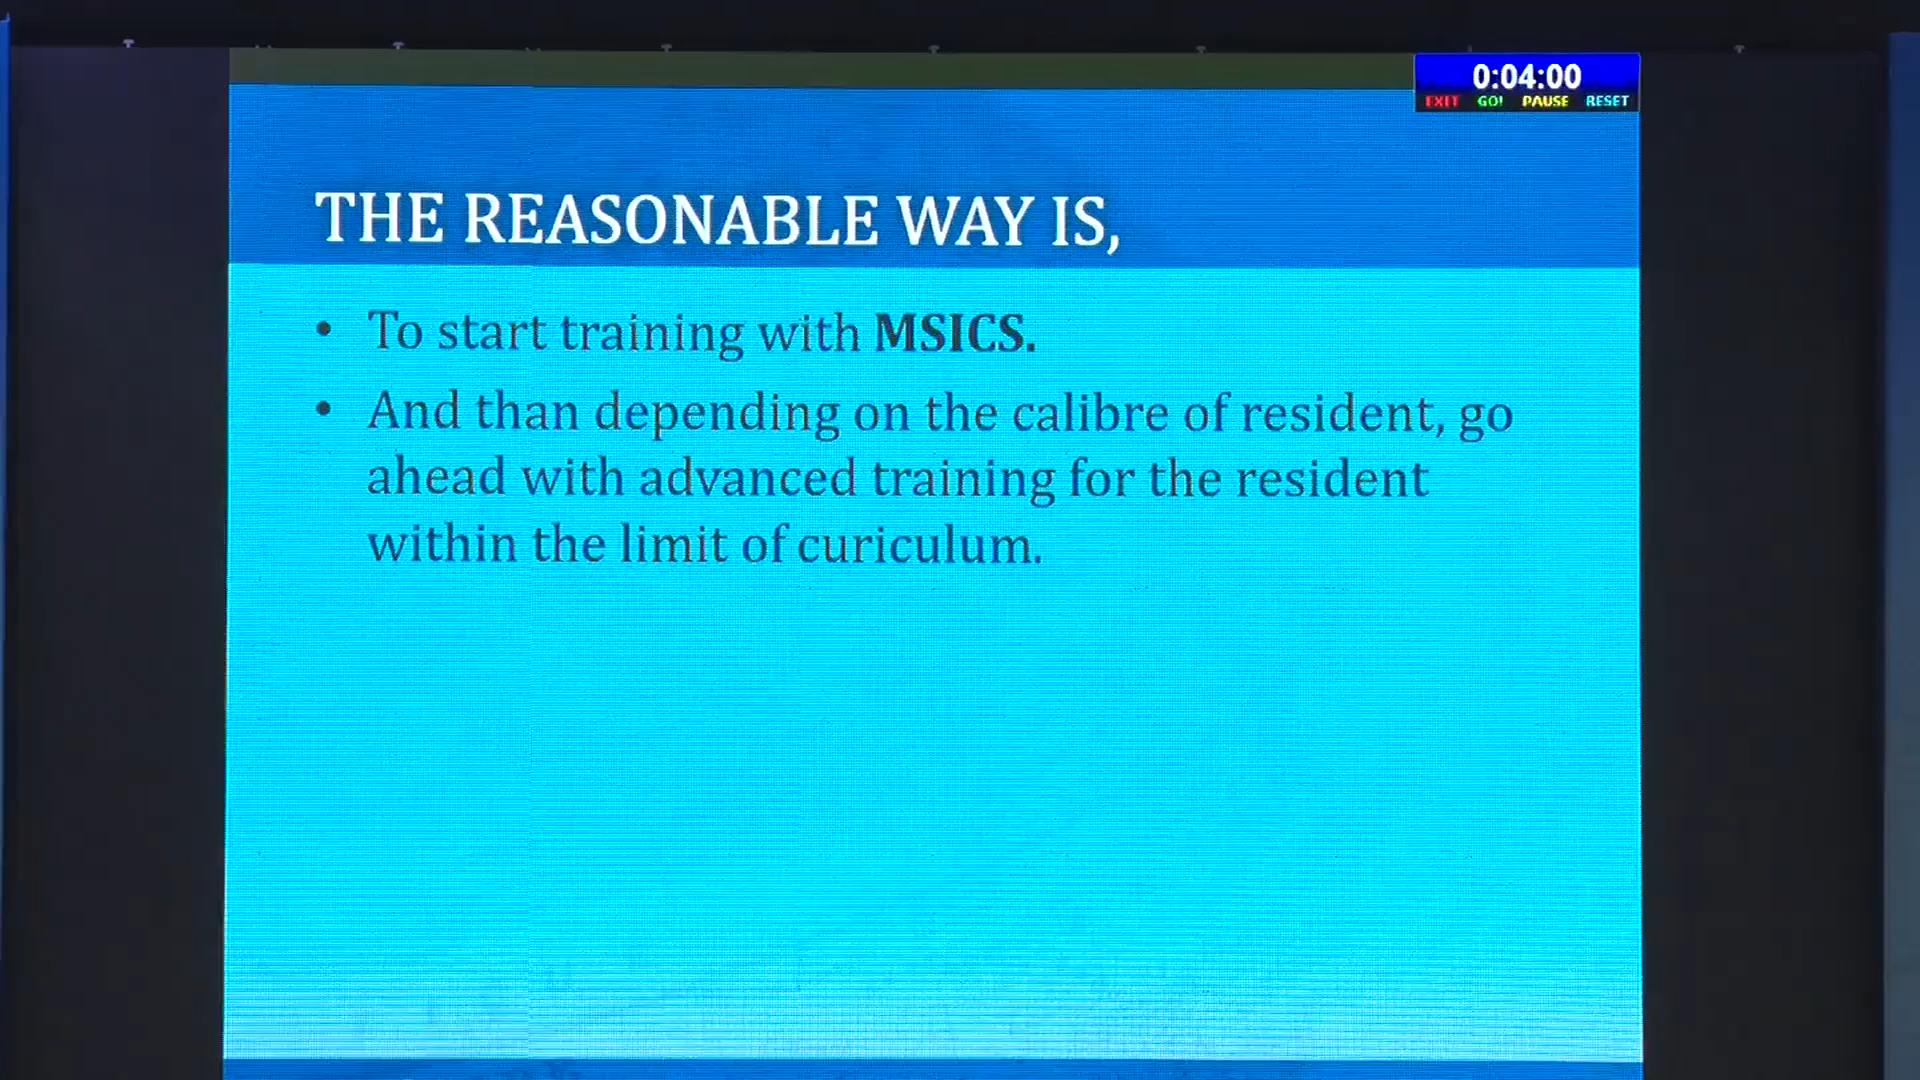 0:04:00
EXIT GO! PAUSE RESET
THE REASONABLE WAY IS,
• To start training with MSICS.
• And than depending on the calibre of resident, go
ahead with advanced training for the resident
within the limit of curiculum.